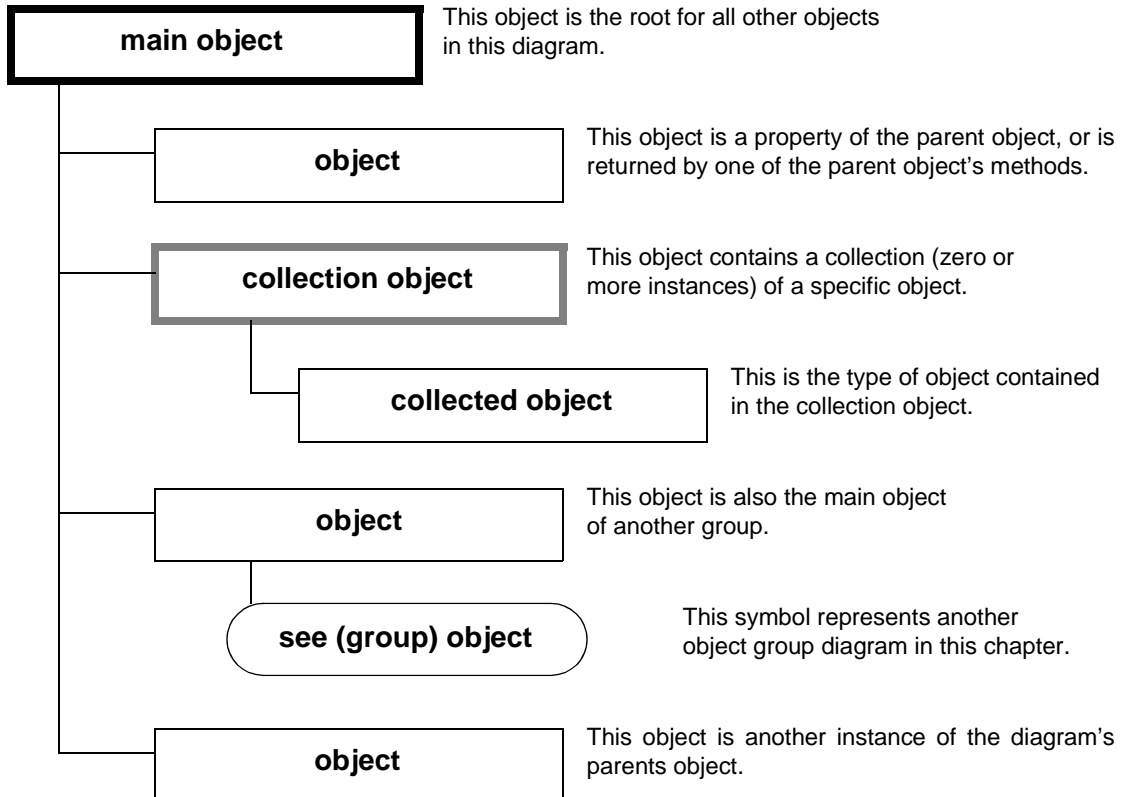 main object
This object is the root for all other objects
in this diagram.
object
This object is a property of the parent object, or is
returned by one of the parent object's methods.
collection object
This object contains a collection (zero or
more instances) of a specific object.
collected object
This is the type of object contained
in the collection object.
object
This object is also the main object
of another group.
see (group) object
This symbol represents another
object group diagram in this chapter.
object
This object is another instance of the diagram's
parents object.